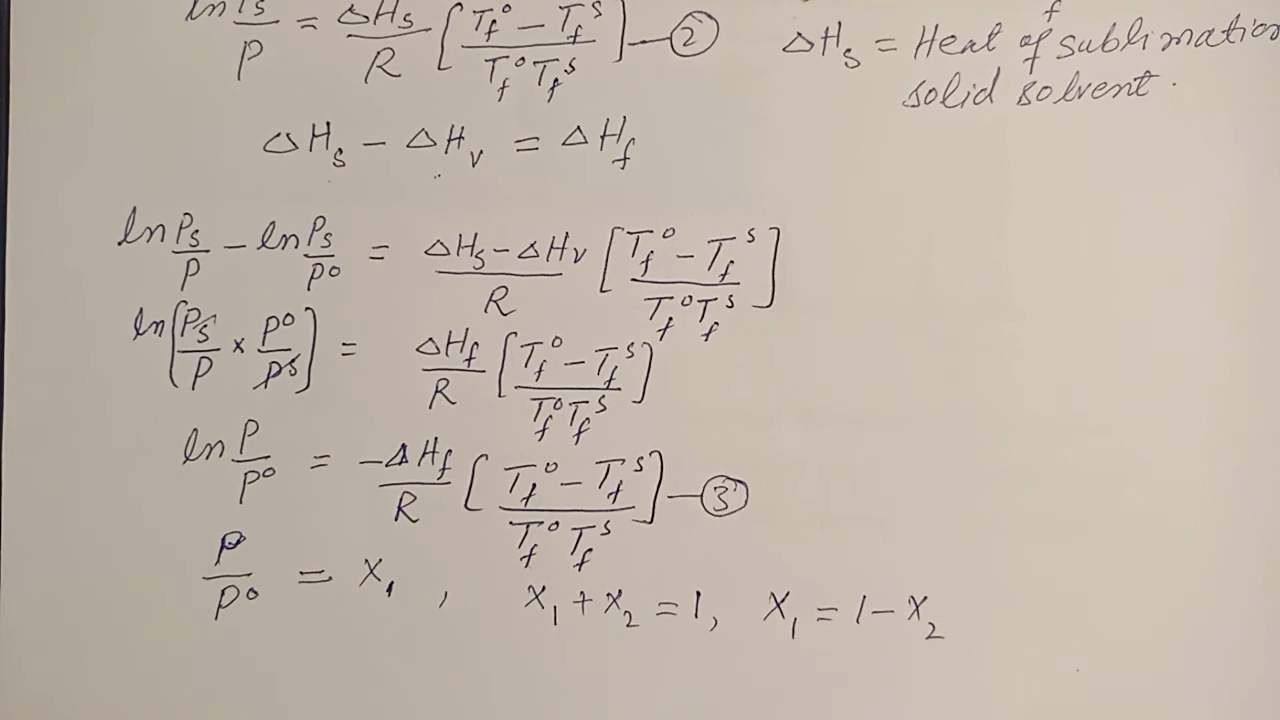 ln Ps/P = ΔHs/R [Tf° − Tf^s / Tf° Tf^s] — ②
ΔHs = Heat of sublimation
solid solvent.
ΔHs − ΔHv = ΔHf
ln Ps/P − ln Ps/P° = ΔHs − ΔHv / R [Tf° − Tf^s / Tf° Tf^s]
ln [Ps/P × P°/Ps] = ΔHf/R [Tf° − Tf^s / Tf° Tf^s]
ln P/P° = −ΔHf/R [Tf° − Tf^s / Tf° Tf^s] — ③
P/P° = X₁ , X₁ + X₂ = 1, X₁ = 1 − X₂